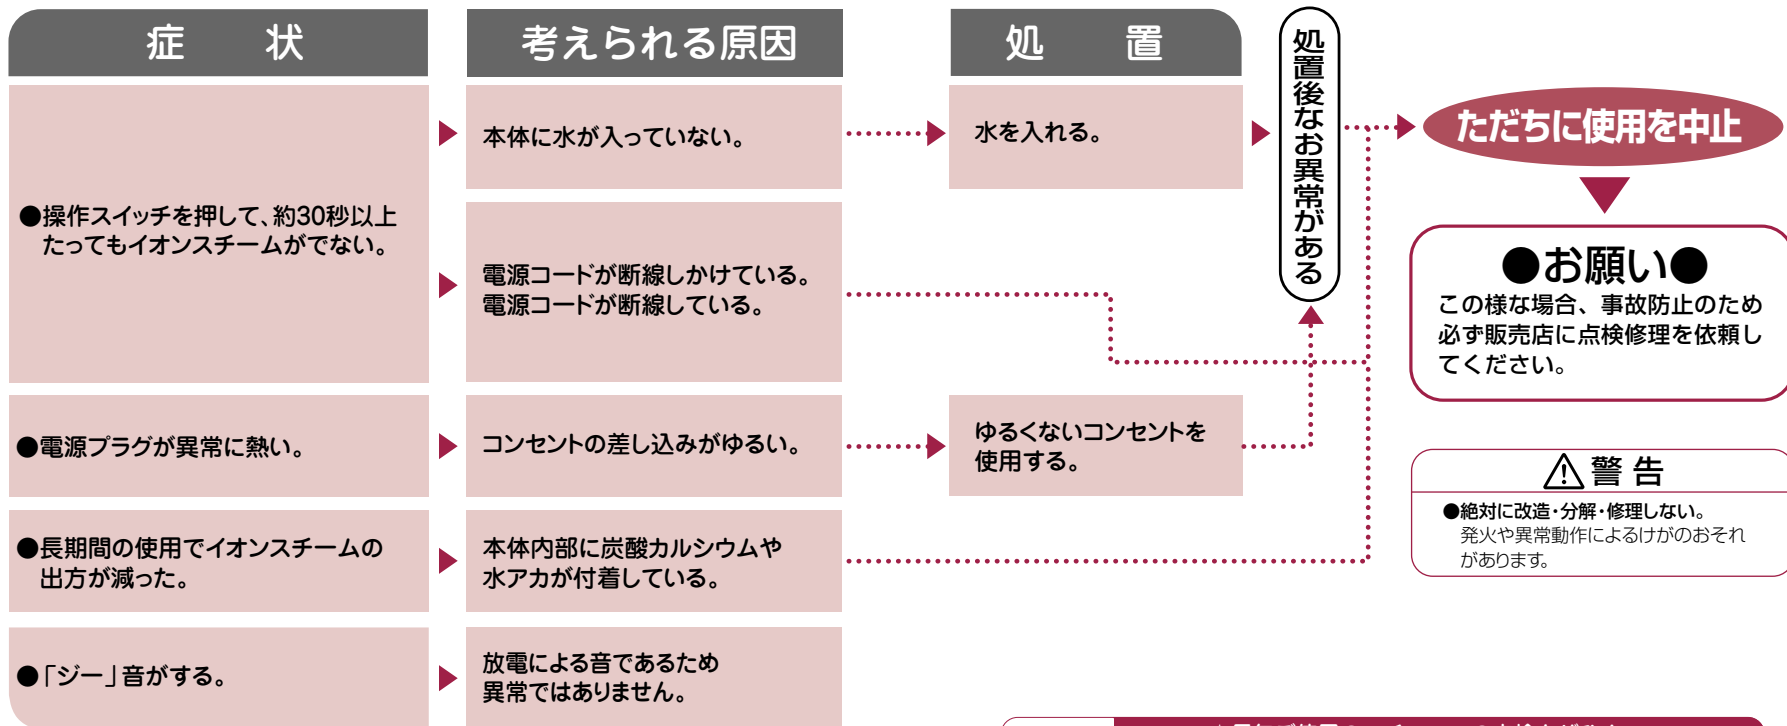 症　状
考えられる原因
処　置
処置後なお異常がある
●操作スイッチを押して、約30秒以上
たってもイオンスチームがでない。
本体に水が入っていない。
水を入れる。
電源コードが断線しかけている。
電源コードが断線している。
●電源プラグが異常に熱い。
コンセントの差し込みがゆるい。
ゆるくないコンセントを
使用する。
●長期間の使用でイオンスチームの
出方が減った。
本体内部に炭酸カルシウムや
水アカが付着している。
●「ジー」音がする。
放電による音であるため
異常ではありません。
ただちに使用を中止
●お願い●
この様な場合、事故防止のため
必ず販売店に点検修理を依頼し
てください。
⚠警告
●絶対に改造・分解・修理しない。
発火や異常動作によるけがのおそれ
があります。